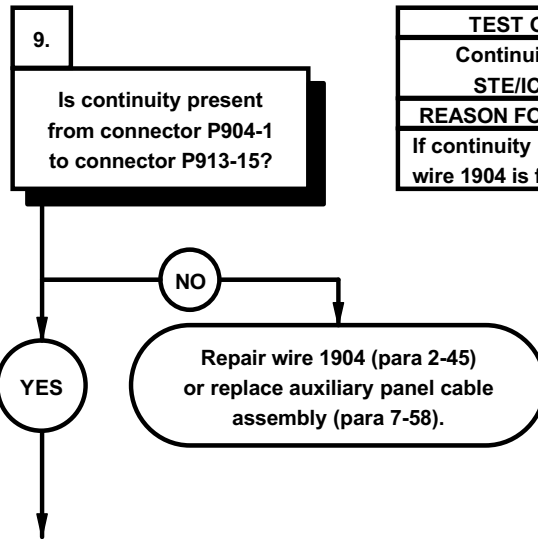 9.
Is continuity present
from connector P904-1
to connector P913-15?
TEST
Continui
STE/IC
REASON FO
If continuity
wire 1904 is
NO
YES
Repair wire 1904 (para 2-45)
or replace auxiliary panel cable
assembly (para 7-58).